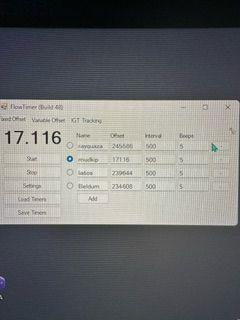 FlowTimer (Build 48)
Fixed Offset Variable Offset IGT Tracking
17.116
Name Offset Interval Beeps
rayquaza 245586 500 5
Start mudkip 17116 500 5
Stop latios 239644 500 5
Settings Beldum 234608 500 5
Load Timers Add
Save Timers